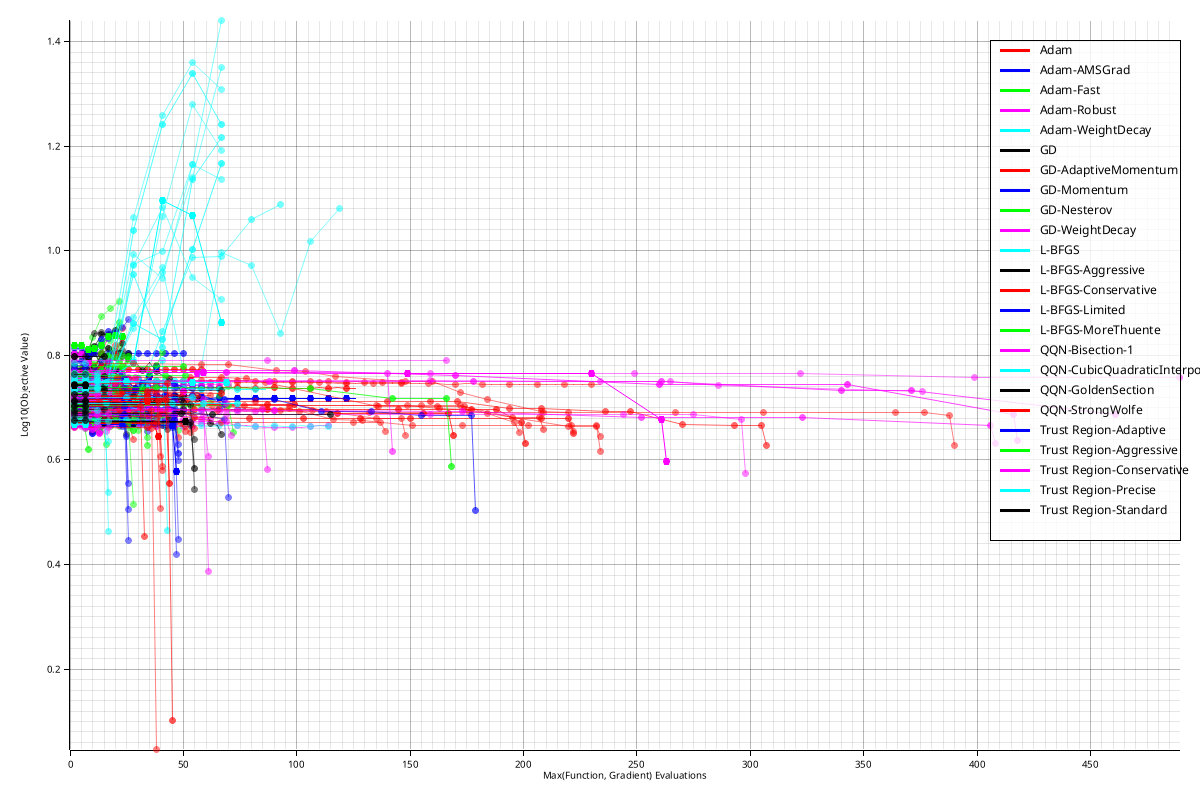 1.4
1.2
1.0
0.8
0.6
0.4
0.2
Log10(Objective Value)
0
50
100
150
200
250
300
350
400
450
Max(Function, Gradient) Evaluations
Adam
Adam-AMSGrad
Adam-Fast
Adam-Robust
Adam-WeightDecay
GD
GD-AdaptiveMomentum
GD-Momentum
GD-Nesterov
GD-WeightDecay
L-BFGS
L-BFGS-Aggressive
L-BFGS-Conservative
L-BFGS-Limited
L-BFGS-MoreThuente
QQN-Bisection-1
QQN-CubicQuadraticInterpo
QQN-GoldenSection
QQN-StrongWolfe
Trust Region-Adaptive
Trust Region-Aggressive
Trust Region-Conservative
Trust Region-Precise
Trust Region-Standard